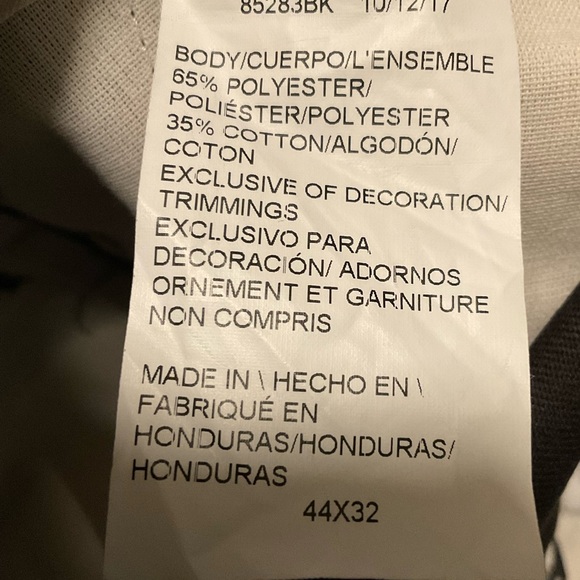 85283BK 10/12/17
BODY/CUERPO/L'ENSEMBLE
65% POLYESTER/
POLIÉSTER/POLYESTER
35% COTTON/ALGODÓN/
COTON
EXCLUSIVE OF DECORATION/
TRIMMINGS
EXCLUSIVO PARA
DECORACIÓN/ ADORNOS
ORNEMENT ET GARNITURE
NON COMPRIS
MADE IN \ HECHO EN \
FABRIQUÉ EN
HONDURAS/HONDURAS/
HONDURAS
44X32